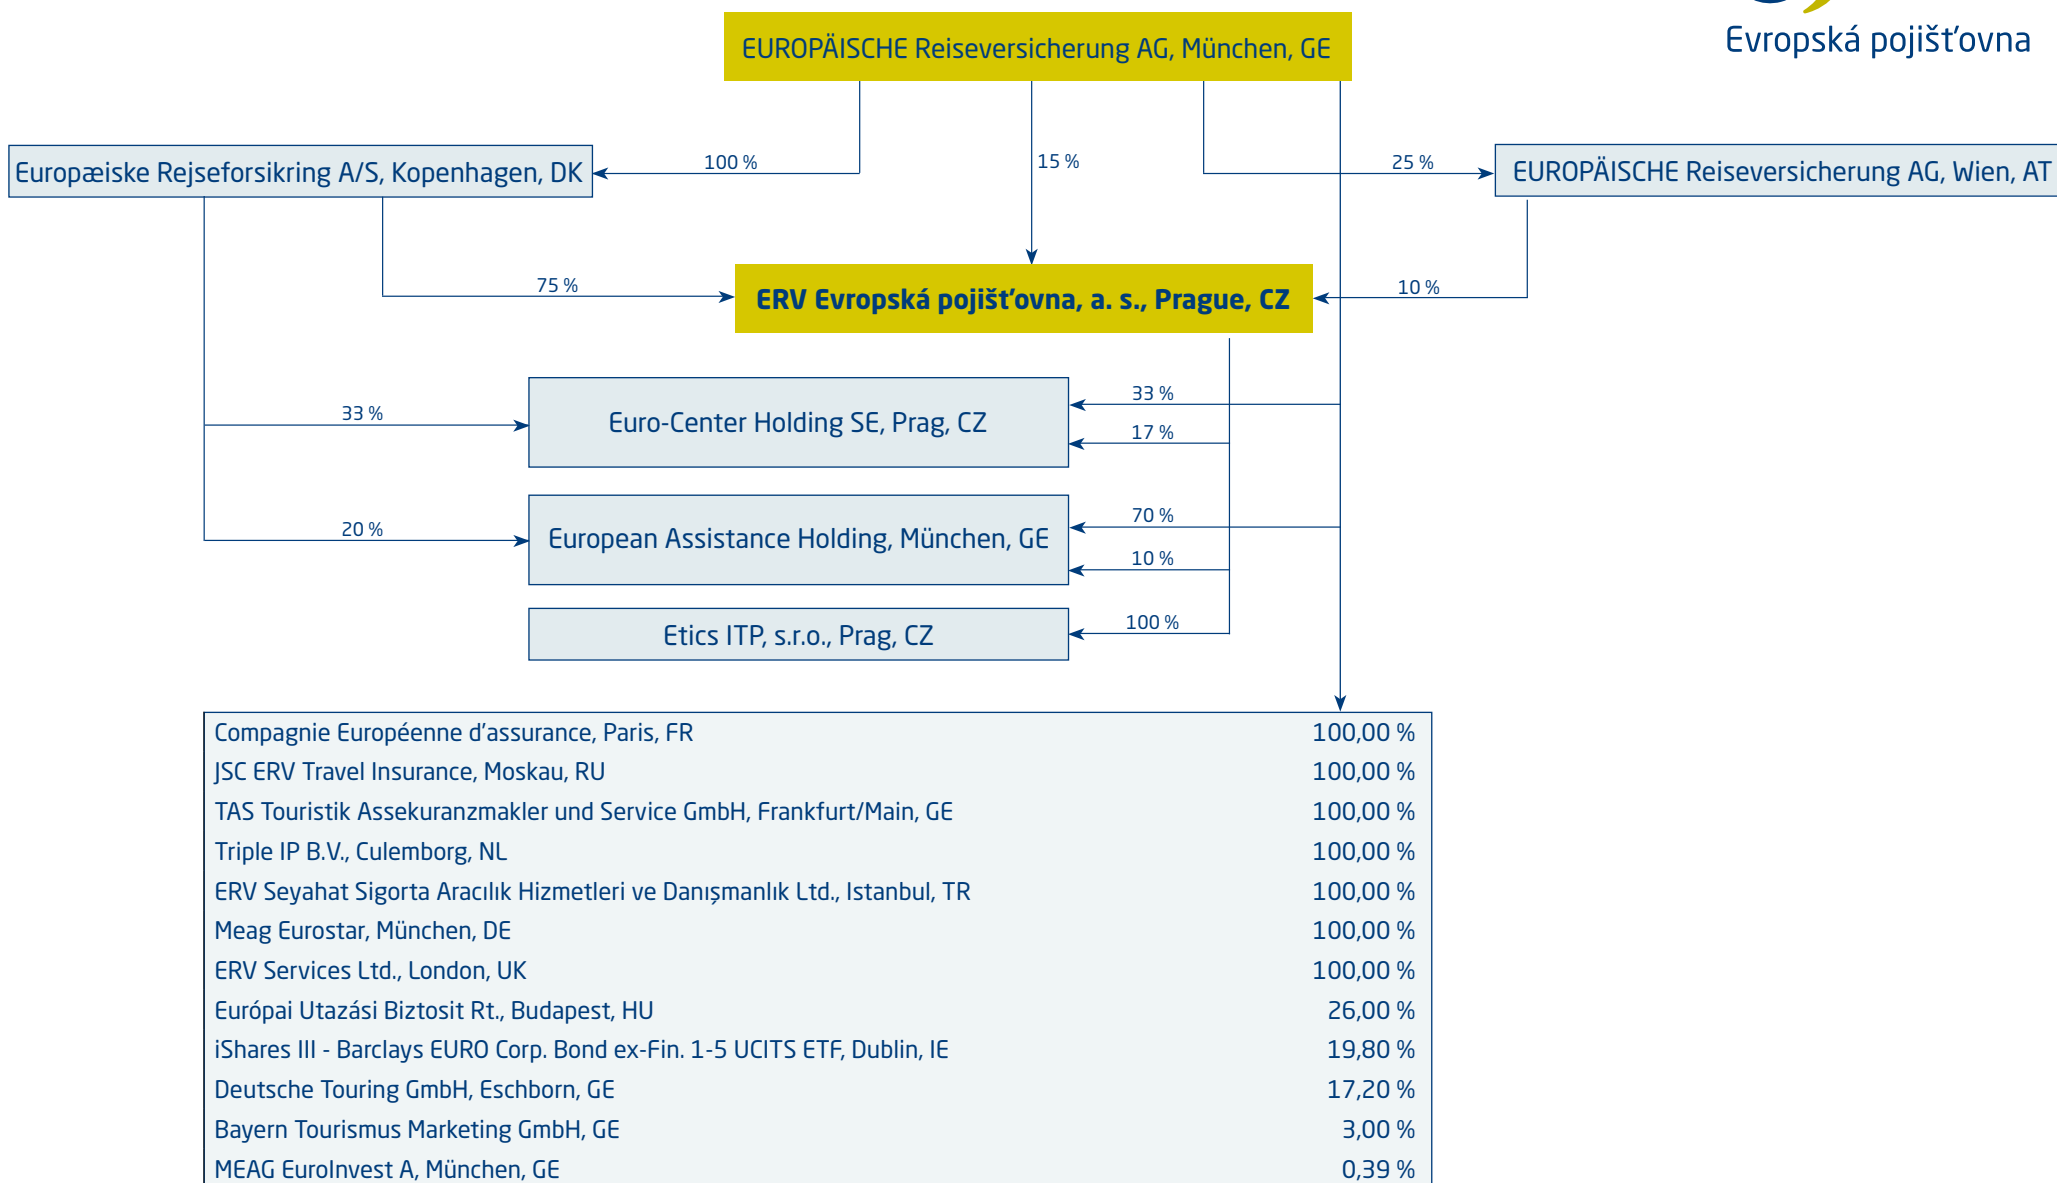 Evropská pojišťovna
EUROPÄISCHE Reiseversicherung AG, München, GE
Europæiske Rejseforsikring A/S, Kopenhagen, DK
100 %
15 %
25 %
EUROPÄISCHE Reiseversicherung AG, Wien, AT
75 %
ERV Evropská pojišťovna, a. s., Prague, CZ
10 %
33 %
Euro-Center Holding SE, Prag, CZ
33 %
17 %
20 %
European Assistance Holding, München, GE
70 %
10 %
Etics ITP, s.r.o., Prag, CZ
100 %
Compagnie Européenne d'assurance, Paris, FR 100,00 %
JSC ERV Travel Insurance, Moskau, RU 100,00 %
TAS Touristik Assekuranzmakler und Service GmbH, Frankfurt/Main, GE 100,00 %
Triple IP B.V., Culemborg, NL 100,00 %
ERV Seyahat Sigorta Aracılık Hizmetleri ve Danışmanlık Ltd., Istanbul, TR 100,00 %
Meag Eurostar, München, DE 100,00 %
ERV Services Ltd., London, UK 100,00 %
Európai Utazási Biztosit Rt., Budapest, HU 26,00 %
iShares III - Barclays EURO Corp. Bond ex-Fin. 1-5 UCITS ETF, Dublin, IE 19,80 %
Deutsche Touring GmbH, Eschborn, GE 17,20 %
Bayern Tourismus Marketing GmbH, GE 3,00 %
MEAG EuroInvest A, München, GE 0,39 %